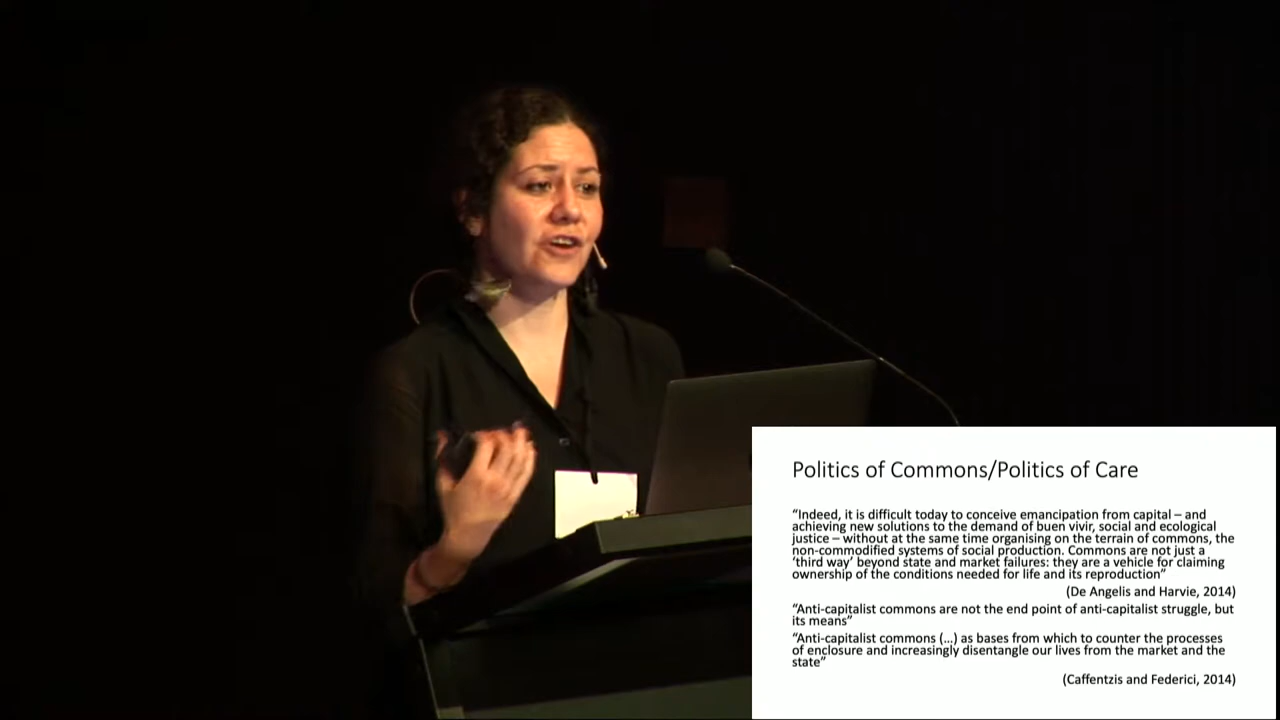 Politics of Commons/Politics of Care
“Indeed, it is difficult today to conceive emancipation from capital – and
achieving new solutions to the demand of buen vivir, social and ecological
justice – without at the same time organising on the terrain of commons, the
non-commodified systems of social production. Commons are not just a
‘third way’ beyond state and market failures: they are a vehicle for claiming
ownership of the conditions needed for life and its reproduction”
(De Angelis and Harvie, 2014)
“Anti-capitalist commons are not the end point of anti-capitalist struggle, but
its means”
“Anti-capitalist commons (…) as bases from which to counter the processes
of enclosure and increasingly disentangle our lives from the market and the
state”
(Caffentzis and Federici, 2014)